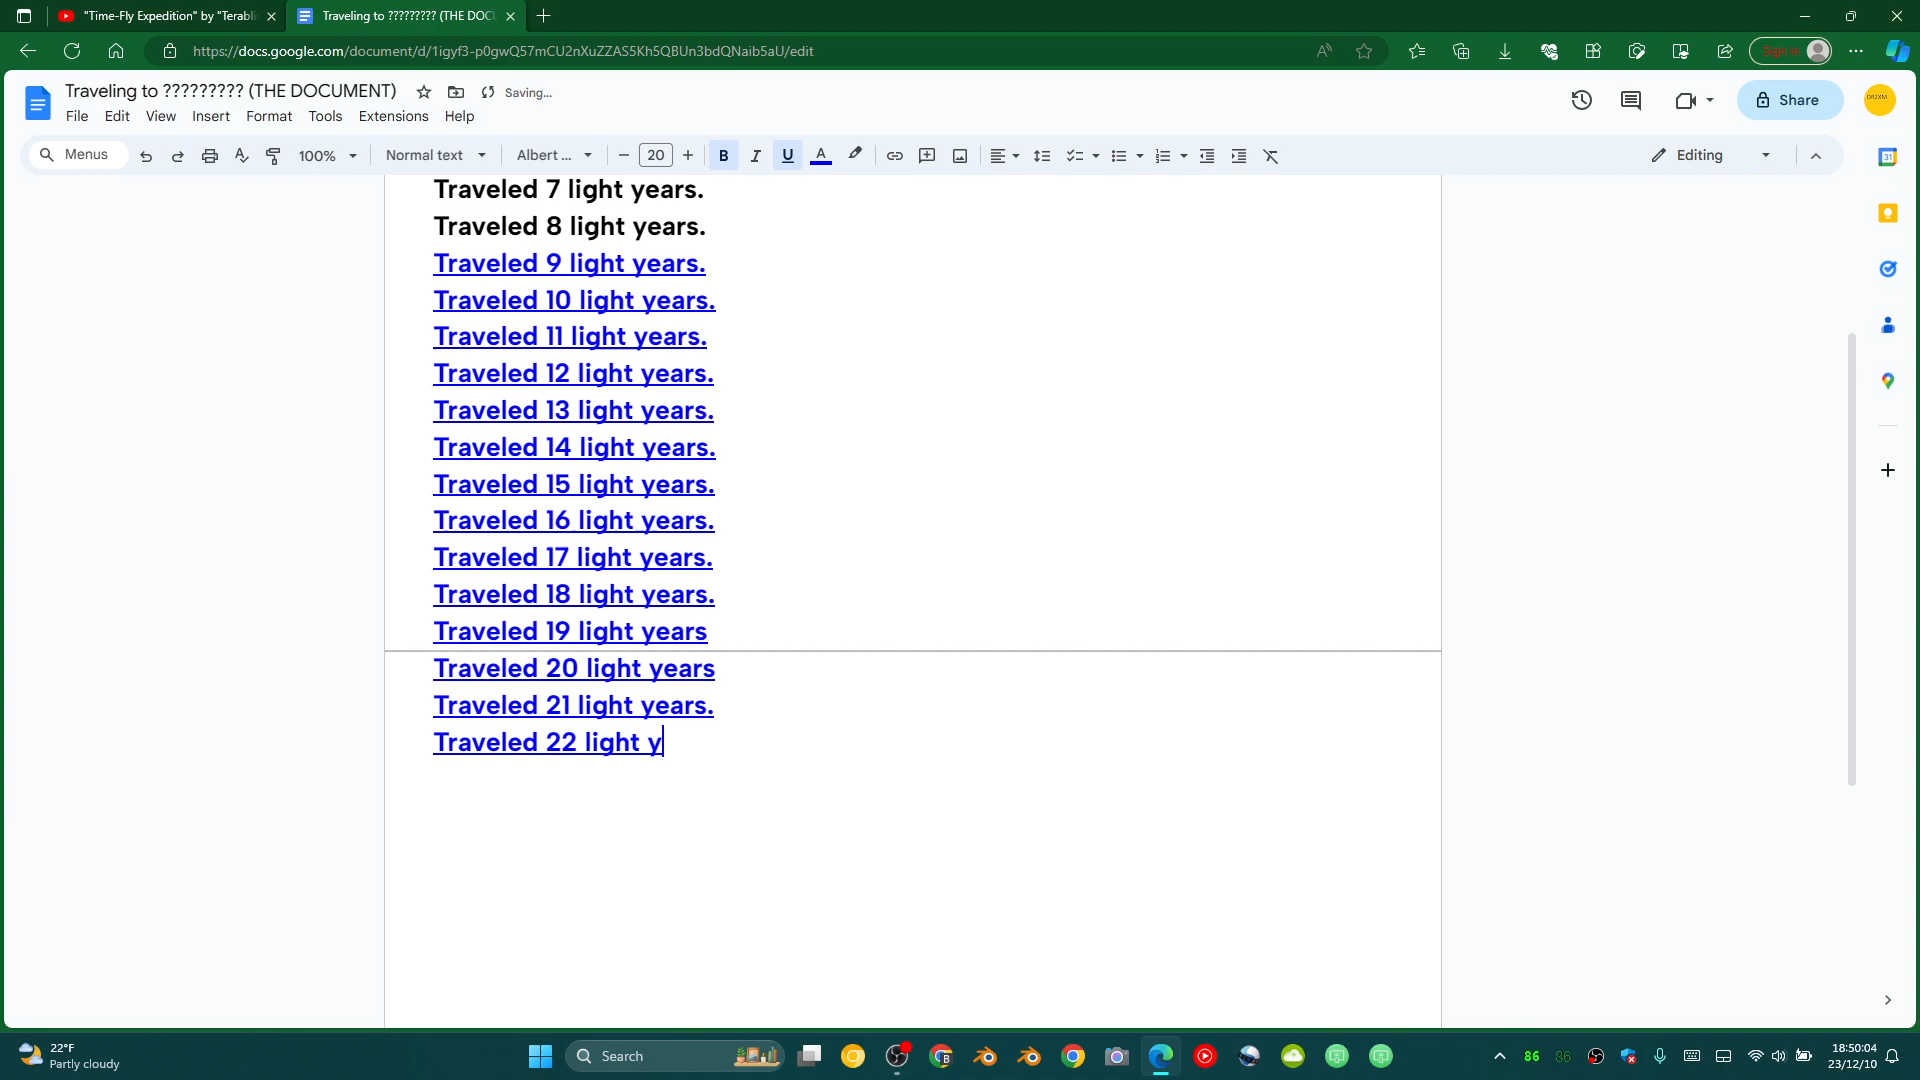 "Time-Fly Expedition" by "Terabli
Traveling to ????????? (THE DOCU
https://docs.google.com/document/d/1igyf3-p0gwQ57mCU2nXuZZAS5Kh5QBUn3bdQNaib5aU/edit
Sign in
Traveling to ????????? (THE DOCUMENT)
Saving...
File Edit View Insert Format Tools Extensions Help
Share
DR2XM
Menus
100%
Normal text
Albert ...
20
B
I
U
A
Editing
31
Traveled 7 light years.
Traveled 8 light years.
Traveled 9 light years.
Traveled 10 light years.
Traveled 11 light years.
Traveled 12 light years.
Traveled 13 light years.
Traveled 14 light years.
Traveled 15 light years.
Traveled 16 light years.
Traveled 17 light years.
Traveled 18 light years.
Traveled 19 light years
Traveled 20 light years
Traveled 21 light years.
Traveled 22 light y
22°F
Partly cloudy
Search
86
86
18:50:04
23/12/10